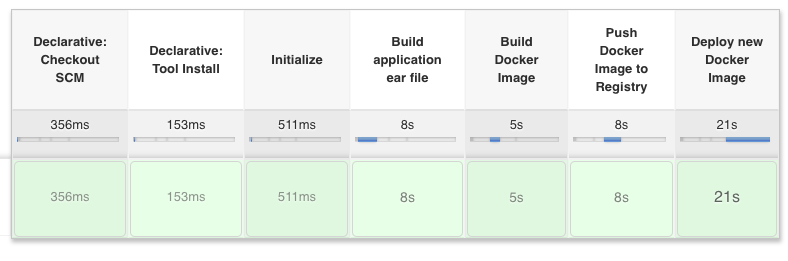 Declarative:
Checkout
SCM
Declarative:
Tool Install
Initialize
Build
application
ear file
Build
Docker
Image
Push
Docker
Image to
Registry
Deploy new
Docker
Image
356ms 153ms 511ms 8s 5s 8s 21s
356ms 153ms 511ms 8s 5s 8s 21s